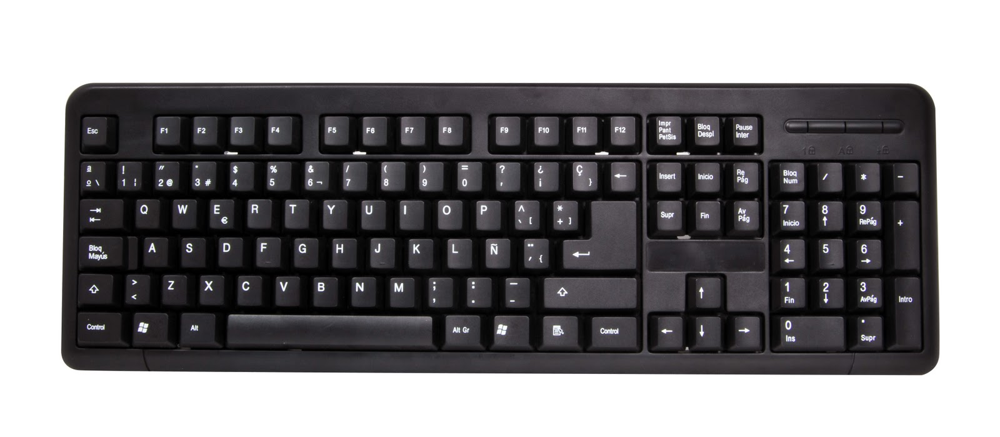 Esc F1 F2 F3 F4 F5 F6 F7 F8 F9 F10 F11 F12 Impr Pant PetSis Bloq Despl Pause Inter
ª º \ ! 1 ¦ " 2 @ · 3 # $ 4 % 5 & 6 ¬ / 7 ( 8 ) 9 = 0 ? , ¿ ¡ Ç } ← Insert Inicio Re Pág Bloq Num / * -
Q W E € R T Y U I O P ^ ` [ * + ] Supr Fin Av Pág 7 Inicio 8 ↑ 9 RePág +
Bloq Mayús A S D F G H J K L Ñ ¨ ´ { 4 ← 5 6 →
> < Z X C V B N M ; , : . – - ↑ 1 Fin 2 ↓ 3 AvPág Intro
Control Alt Alt Gr Control ← ↓ → 0 Ins . Supr